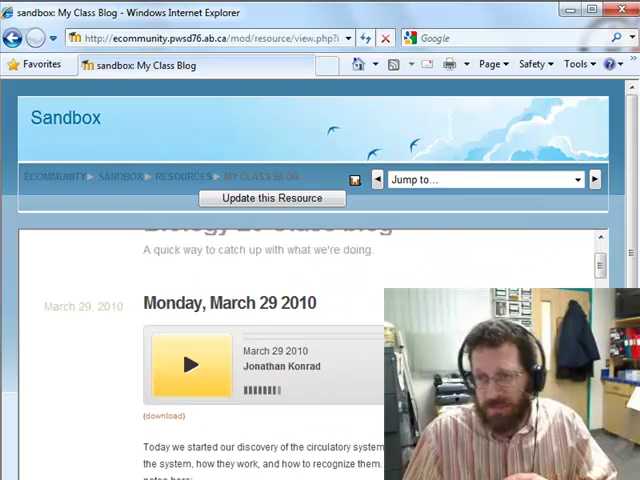 sandbox: My Class Blog - Windows Internet Explorer
http://ecommunity.pwsd76.ab.ca/mod/resource/view.php?i
Google
Favorites
sandbox: My Class Blog
Page
Safety
Tools
Sandbox
ECOMMUNITY ▶ SANDBOX ▶ RESOURCES ▶ MY CLASS BLOG
Jump to...
Update this Resource
A quick way to catch up with what we're doing.
March 29, 2010
Monday, March 29 2010
March 29 2010
Jonathan Konrad
(download)
Today we started our discovery of the circulatory system
the system, how they work, and how to recognize them.
notes here: